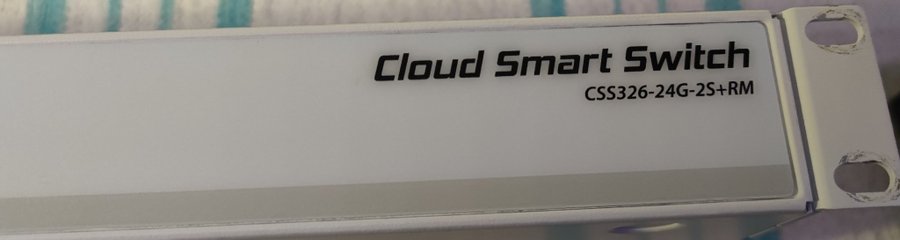 Cloud Smart Switch
CSS326-24G-2S+RM